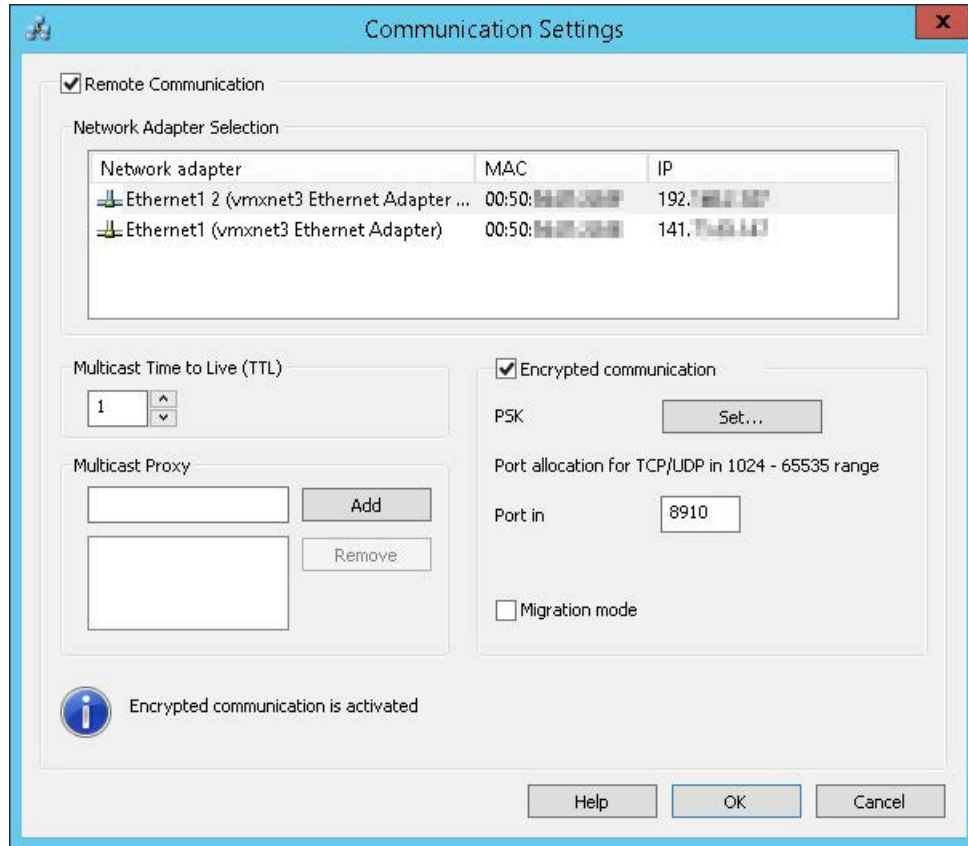 Communication Settings
x
Remote Communication
Network Adapter Selection
Network adapter MAC IP
Ethernet1 2 (vmxnet3 Ethernet Adapter ... 00:50: 192.
Ethernet1 (vmxnet3 Ethernet Adapter) 00:50: 141.
Multicast Time to Live (TTL)
1
Multicast Proxy
Add
Remove
Encrypted communication
PSK Set...
Port allocation for TCP/UDP in 1024 - 65535 range
Port in 8910
Migration mode
i
Encrypted communication is activated
Help OK Cancel